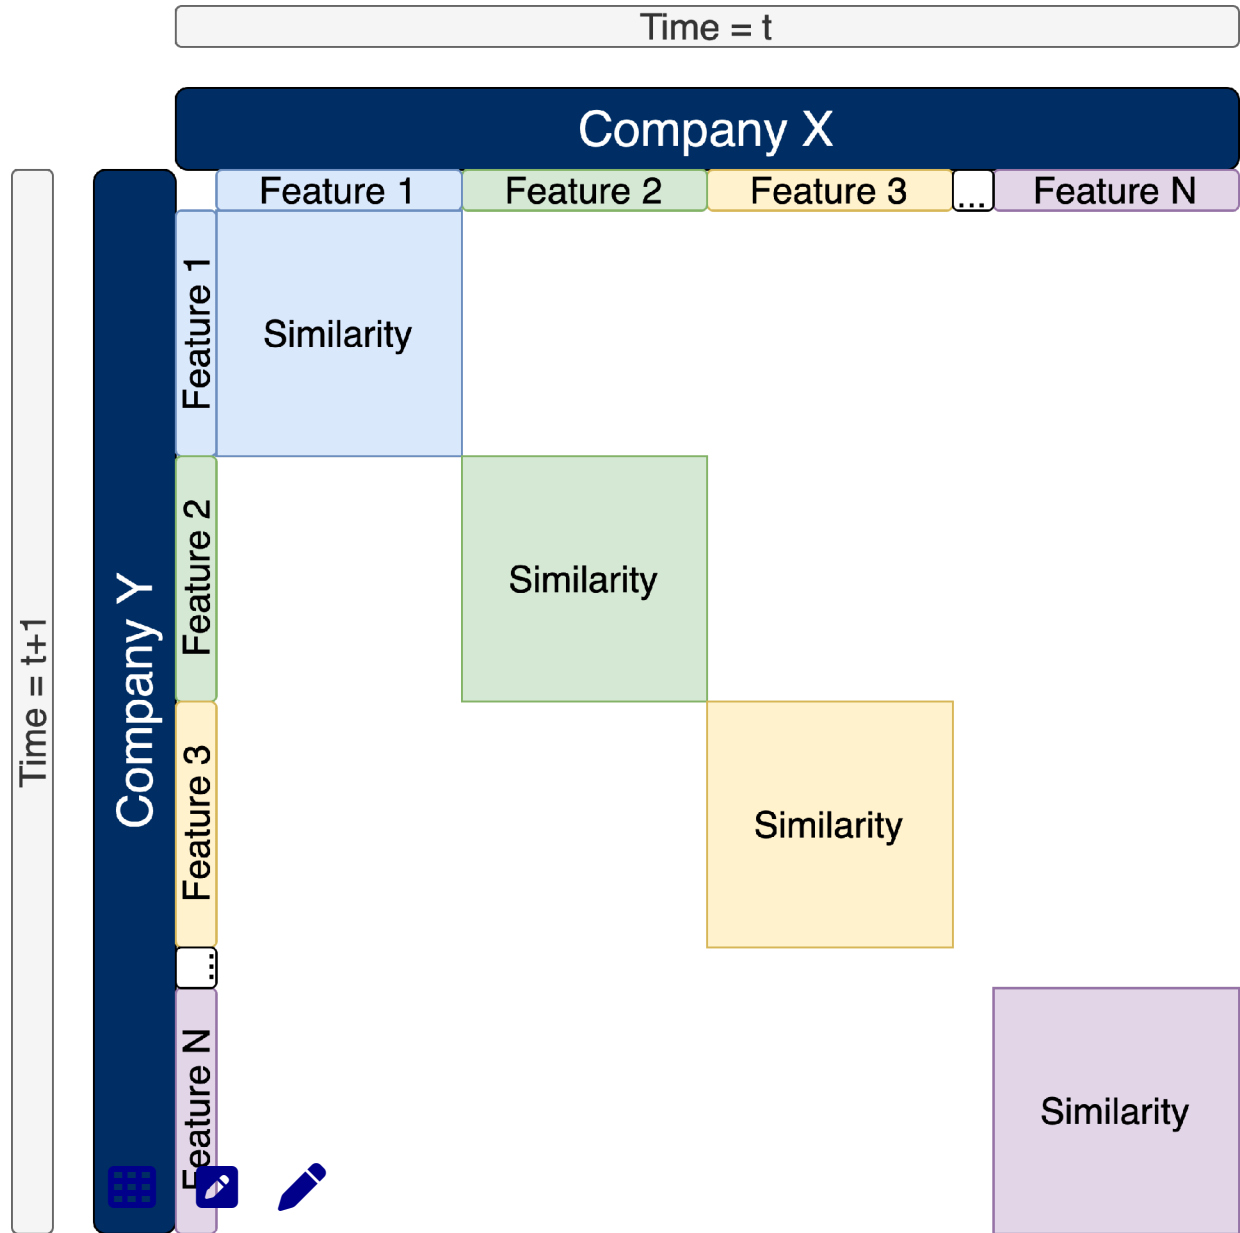 Time = t
Company X
Feature 1
Feature 2
Feature 3
...
Feature N
Time = t+1
Company Y
Feature 1
Similarity
Feature 2
Similarity
Feature 3
Similarity
...
Feature N
Similarity